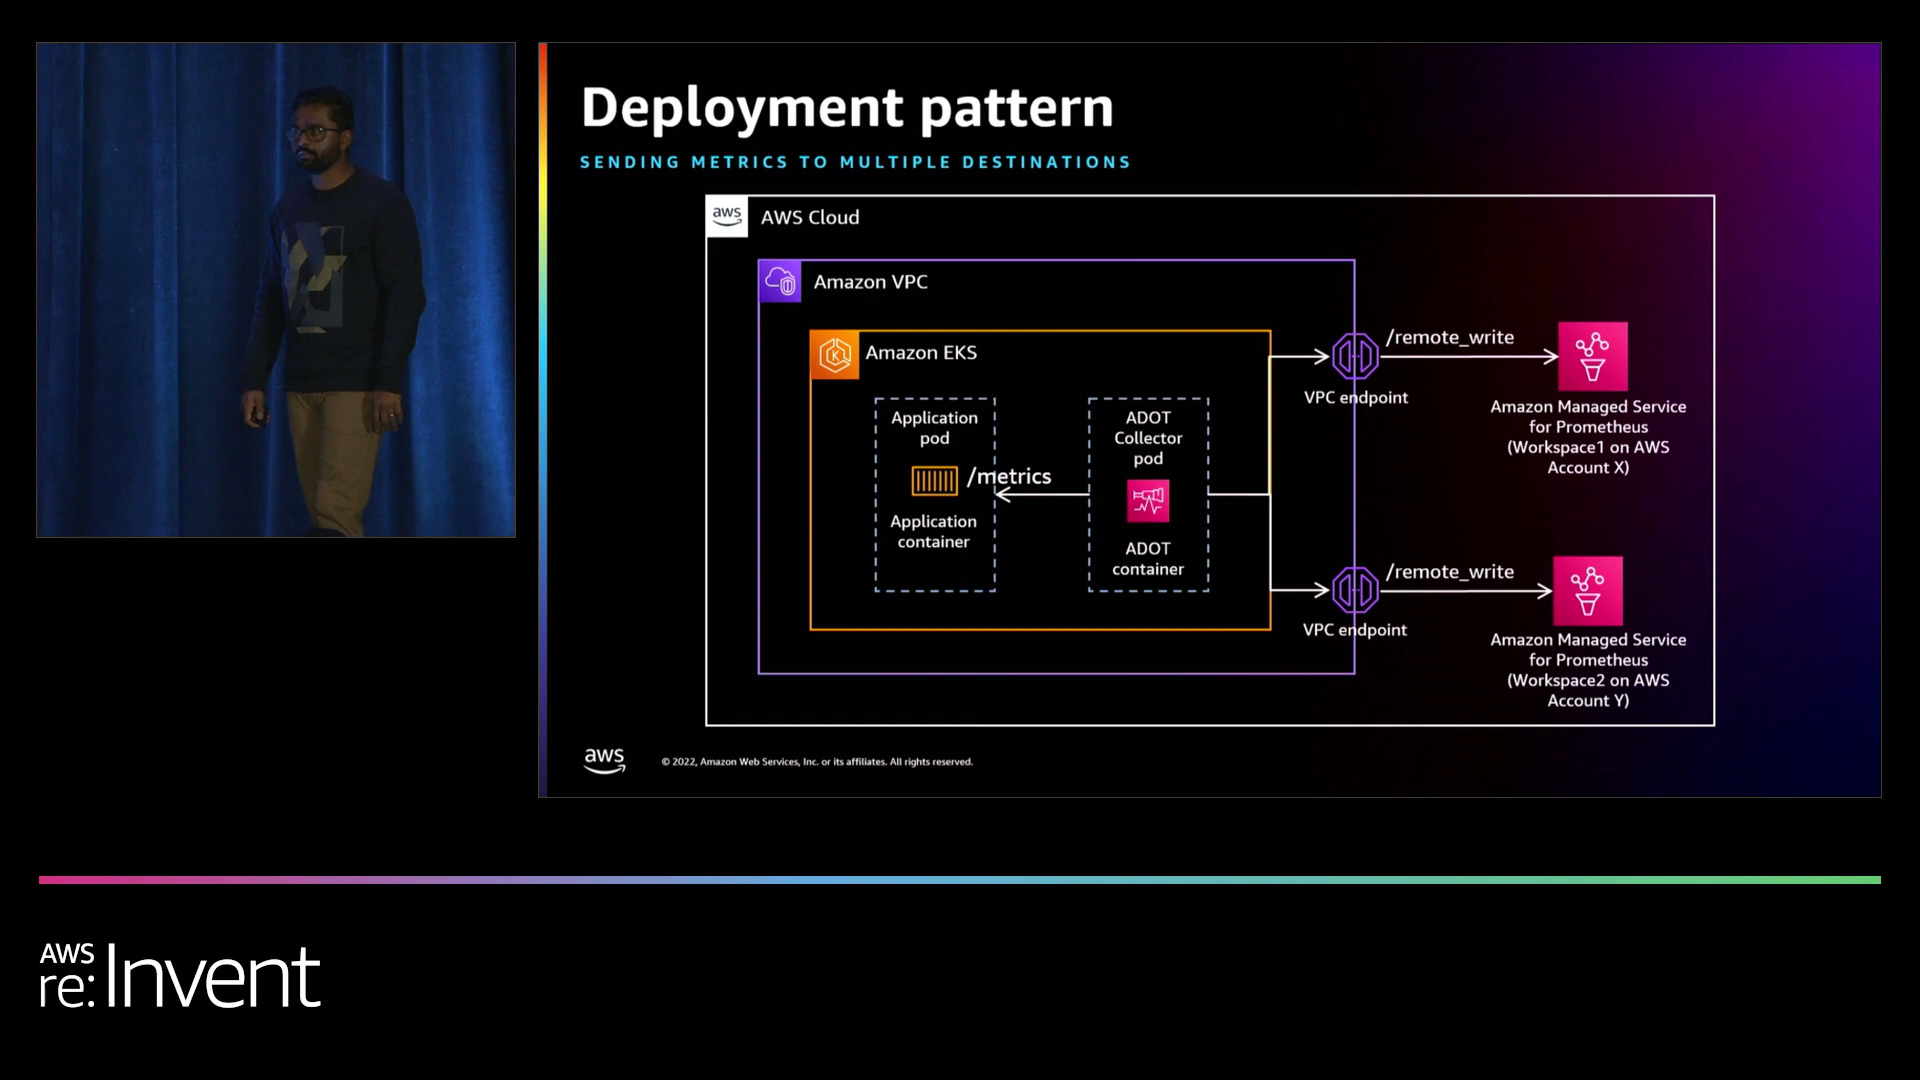 Deployment pattern
SENDING METRICS TO MULTIPLE DESTINATIONS
aws
AWS Cloud
Amazon VPC
Amazon EKS
Application
pod
/metrics
Application
container
ADOT
Collector
pod
ADOT
container
VPC endpoint
/remote_write
Amazon Managed Service
for Prometheus
(Workspace1 on AWS
Account X)
VPC endpoint
/remote_write
Amazon Managed Service
for Prometheus
(Workspace2 on AWS
Account Y)
aws
© 2022, Amazon Web Services, Inc. or its affiliates. All rights reserved.
AWS
re:Invent